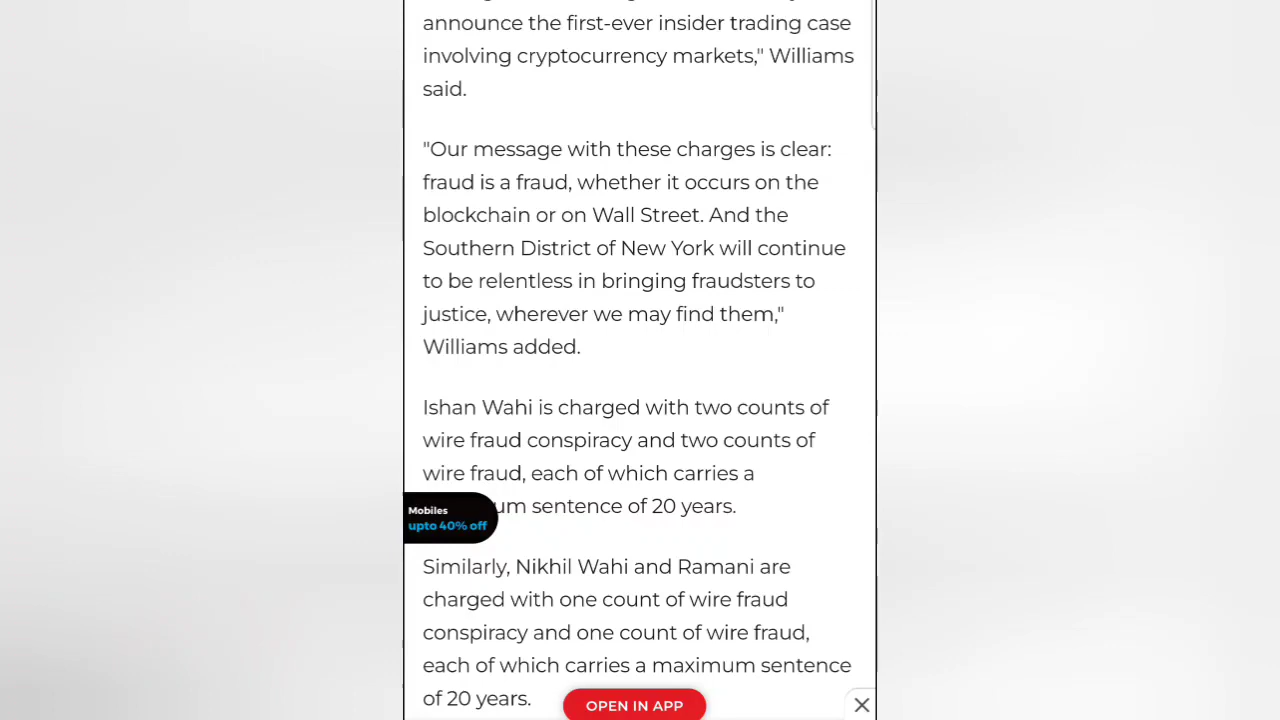 announce the first-ever insider trading case
involving cryptocurrency markets," Williams
said.
"Our message with these charges is clear:
fraud is a fraud, whether it occurs on the
blockchain or on Wall Street. And the
Southern District of New York will continue
to be relentless in bringing fraudsters to
justice, wherever we may find them,"
Williams added.
Ishan Wahi is charged with two counts of
wire fraud conspiracy and two counts of
wire fraud, each of which carries a
um sentence of 20 years.
Mobiles
upto 40% off
Similarly, Nikhil Wahi and Ramani are
charged with one count of wire fraud
conspiracy and one count of wire fraud,
each of which carries a maximum sentence
of 20 years.
OPEN IN APP